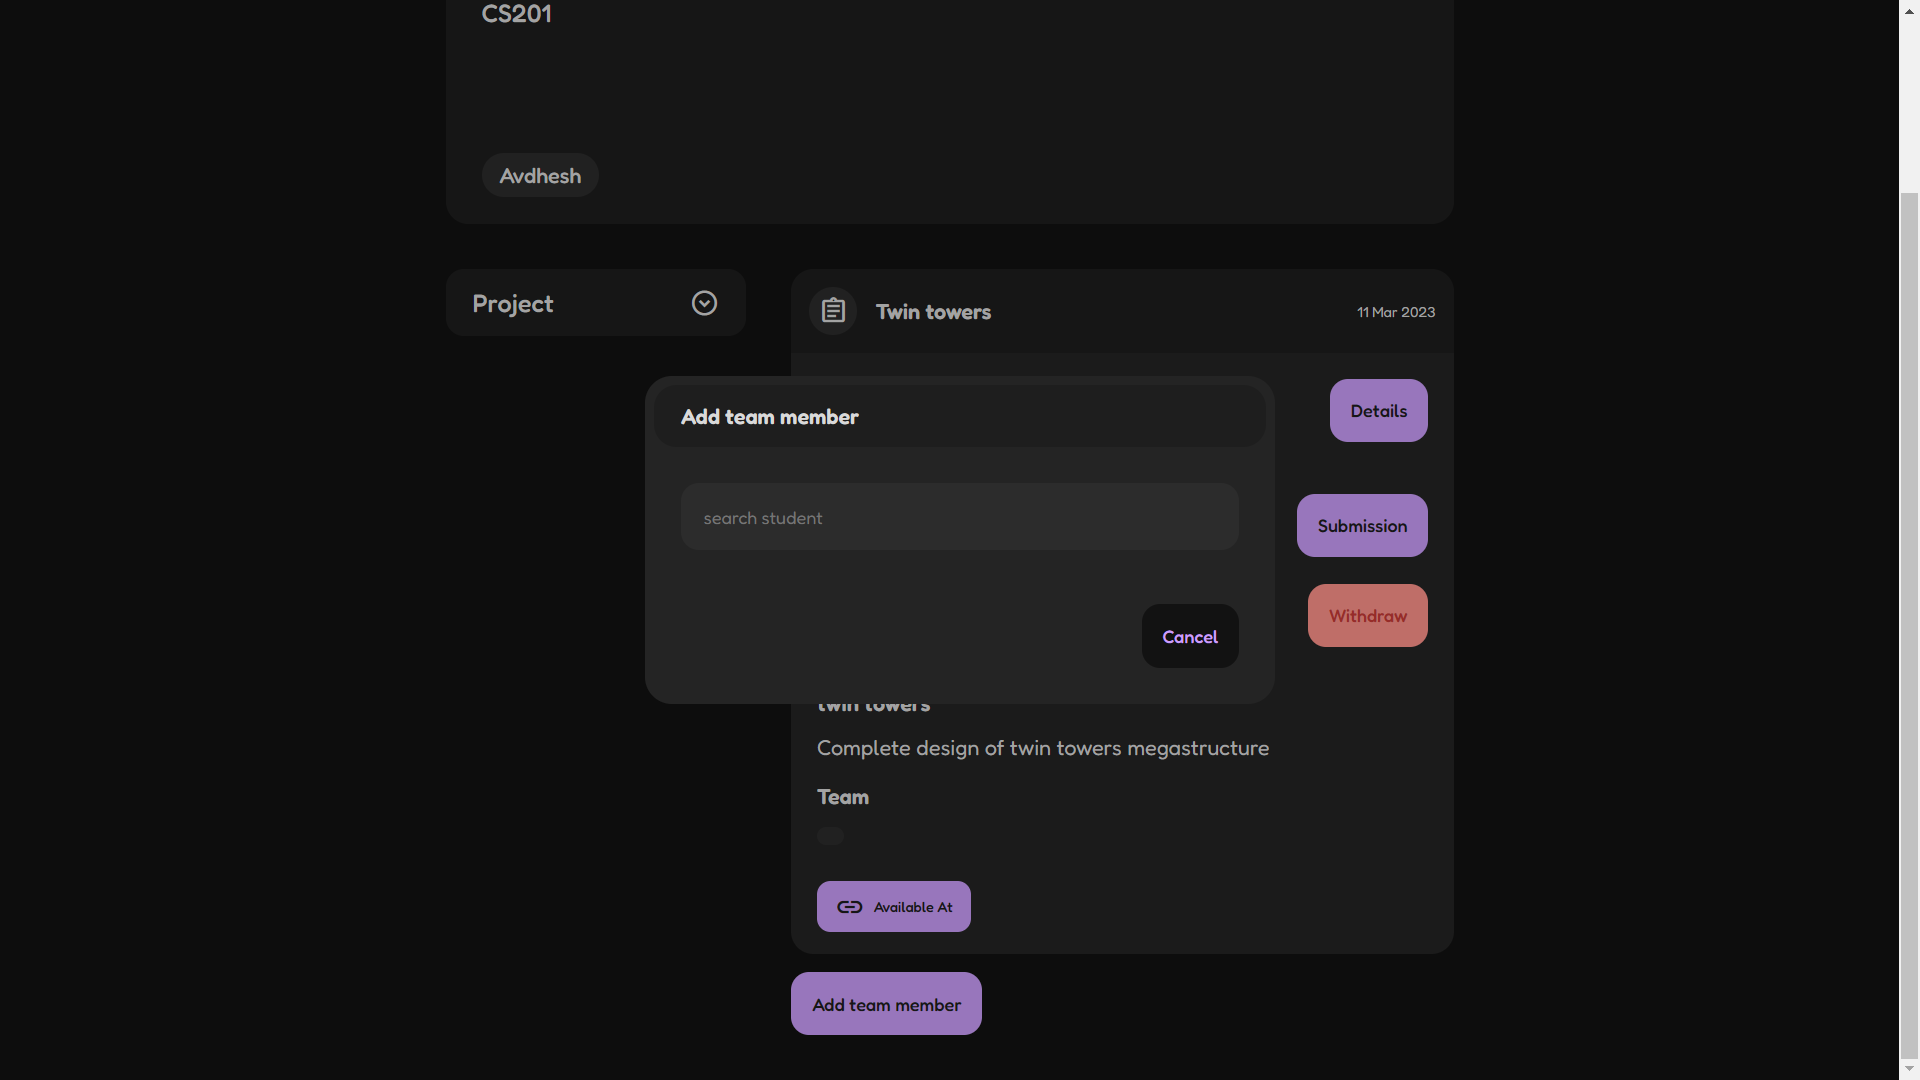 CS201
Avdhesh
Project
Twin towers
11 Mar 2023
Details
Add team member
search student
Submission
Withdraw
Cancel
twin towers
Complete design of twin towers megastructure
Team
Available At
Add team member